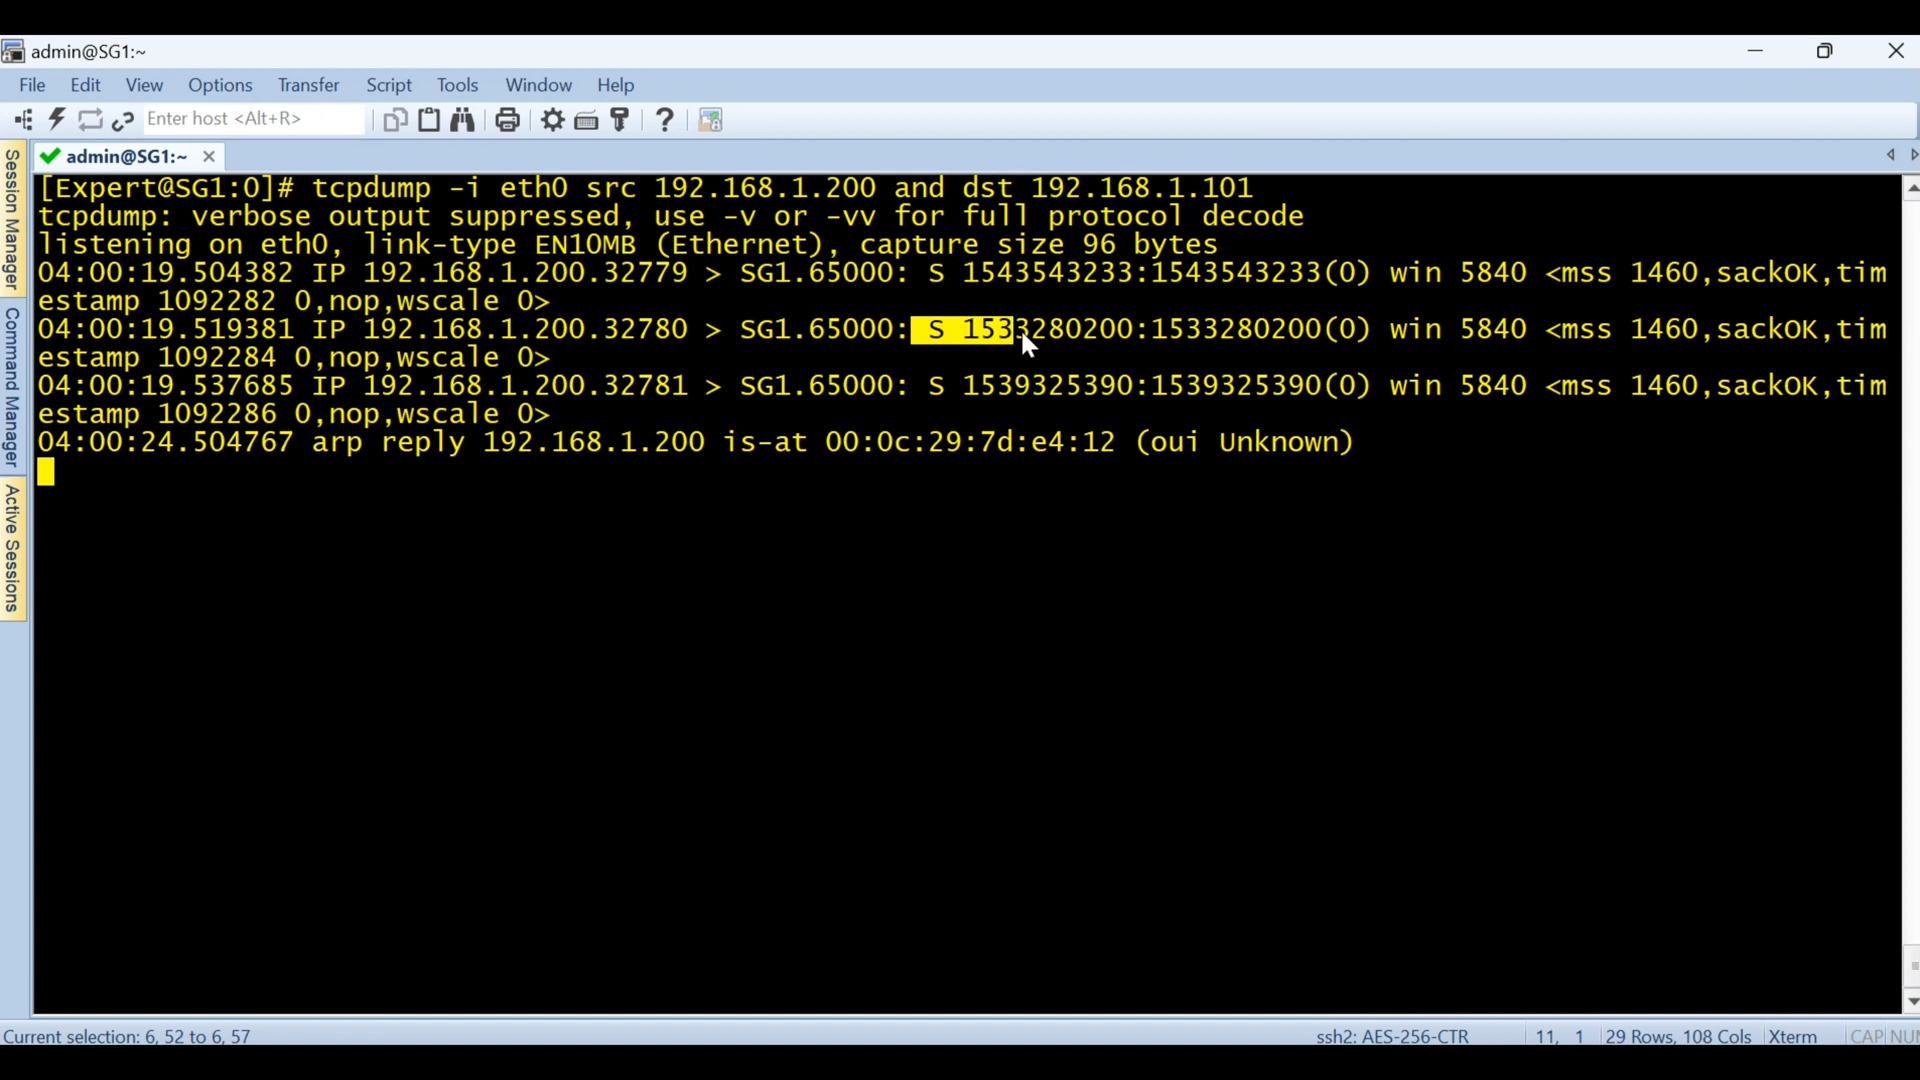 admin@SG1:~
File Edit View Options Transfer Script Tools Window Help
Enter host <Alt+R>
admin@SG1:~
Session Manager
Command Manager
Active Sessions
[Expert@SG1:0]# tcpdump -i eth0 src 192.168.1.200 and dst 192.168.1.101
tcpdump: verbose output suppressed, use -v or -vv for full protocol decode
listening on eth0, link-type EN10MB (Ethernet), capture size 96 bytes
04:00:19.504382 IP 192.168.1.200.32779 > SG1.65000: S 1543543233:1543543233(0) win 5840 <mss 1460,sackOK,tim
estamp 1092282 0,nop,wscale 0>
04:00:19.519381 IP 192.168.1.200.32780 > SG1.65000: S 1533280200:1533280200(0) win 5840 <mss 1460,sackOK,tim
estamp 1092284 0,nop,wscale 0>
04:00:19.537685 IP 192.168.1.200.32781 > SG1.65000: S 1539325390:1539325390(0) win 5840 <mss 1460,sackOK,tim
estamp 1092286 0,nop,wscale 0>
04:00:24.504767 arp reply 192.168.1.200 is-at 00:0c:29:7d:e4:12 (oui Unknown)
Current selection: 6, 52 to 6, 57 ssh2: AES-256-CTR 11, 1 29 Rows, 108 Cols Xterm CAP NUM